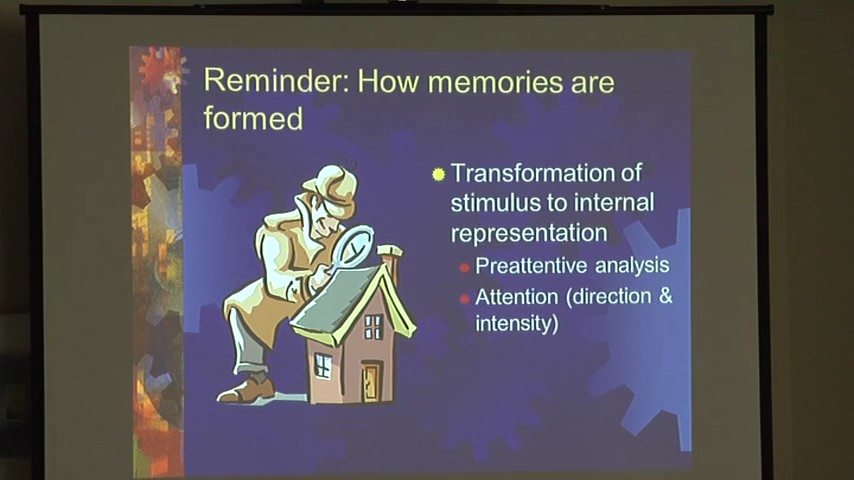 Reminder: How memories are
formed
Transformation of
stimulus to internal
representation
Preattentive analysis
Attention (direction &
intensity)